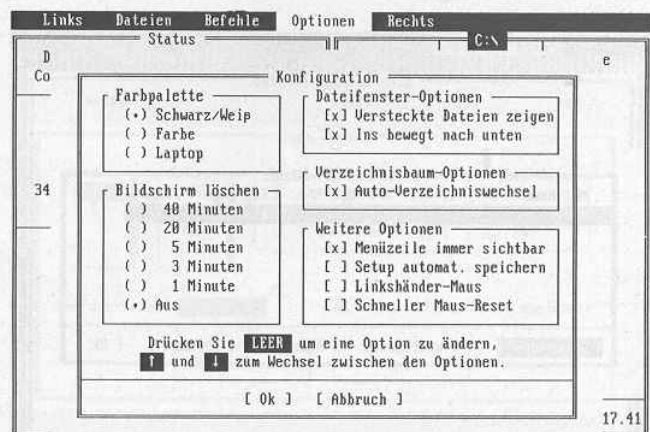 Links Dateien Befehle Optionen Rechts
Status
C:\
D
e
Co
Konfiguration
Farbpalette
(•) Schwarz/Weiß
( ) Farbe
( ) Laptop
Dateifenster-Optionen
[x] Versteckte Dateien zeigen
[x] Ins bewegt nach unten
Verzeichnisbaum-Optionen
[x] Auto-Verzeichniswechsel
34
Bildschirm löschen
( ) 40 Minuten
( ) 20 Minuten
( ) 5 Minuten
( ) 3 Minuten
( ) 1 Minute
(•) Aus
Weitere Optionen
[x] Menüzeile immer sichtbar
[ ] Setup automat. speichern
[ ] Linkshänder-Maus
[ ] Schneller Maus-Reset
Drücken Sie LEER um eine Option zu ändern,
↑ und ↓ zum Wechsel zwischen den Optionen.
[ Ok ] [ Abbruch ]
17.41